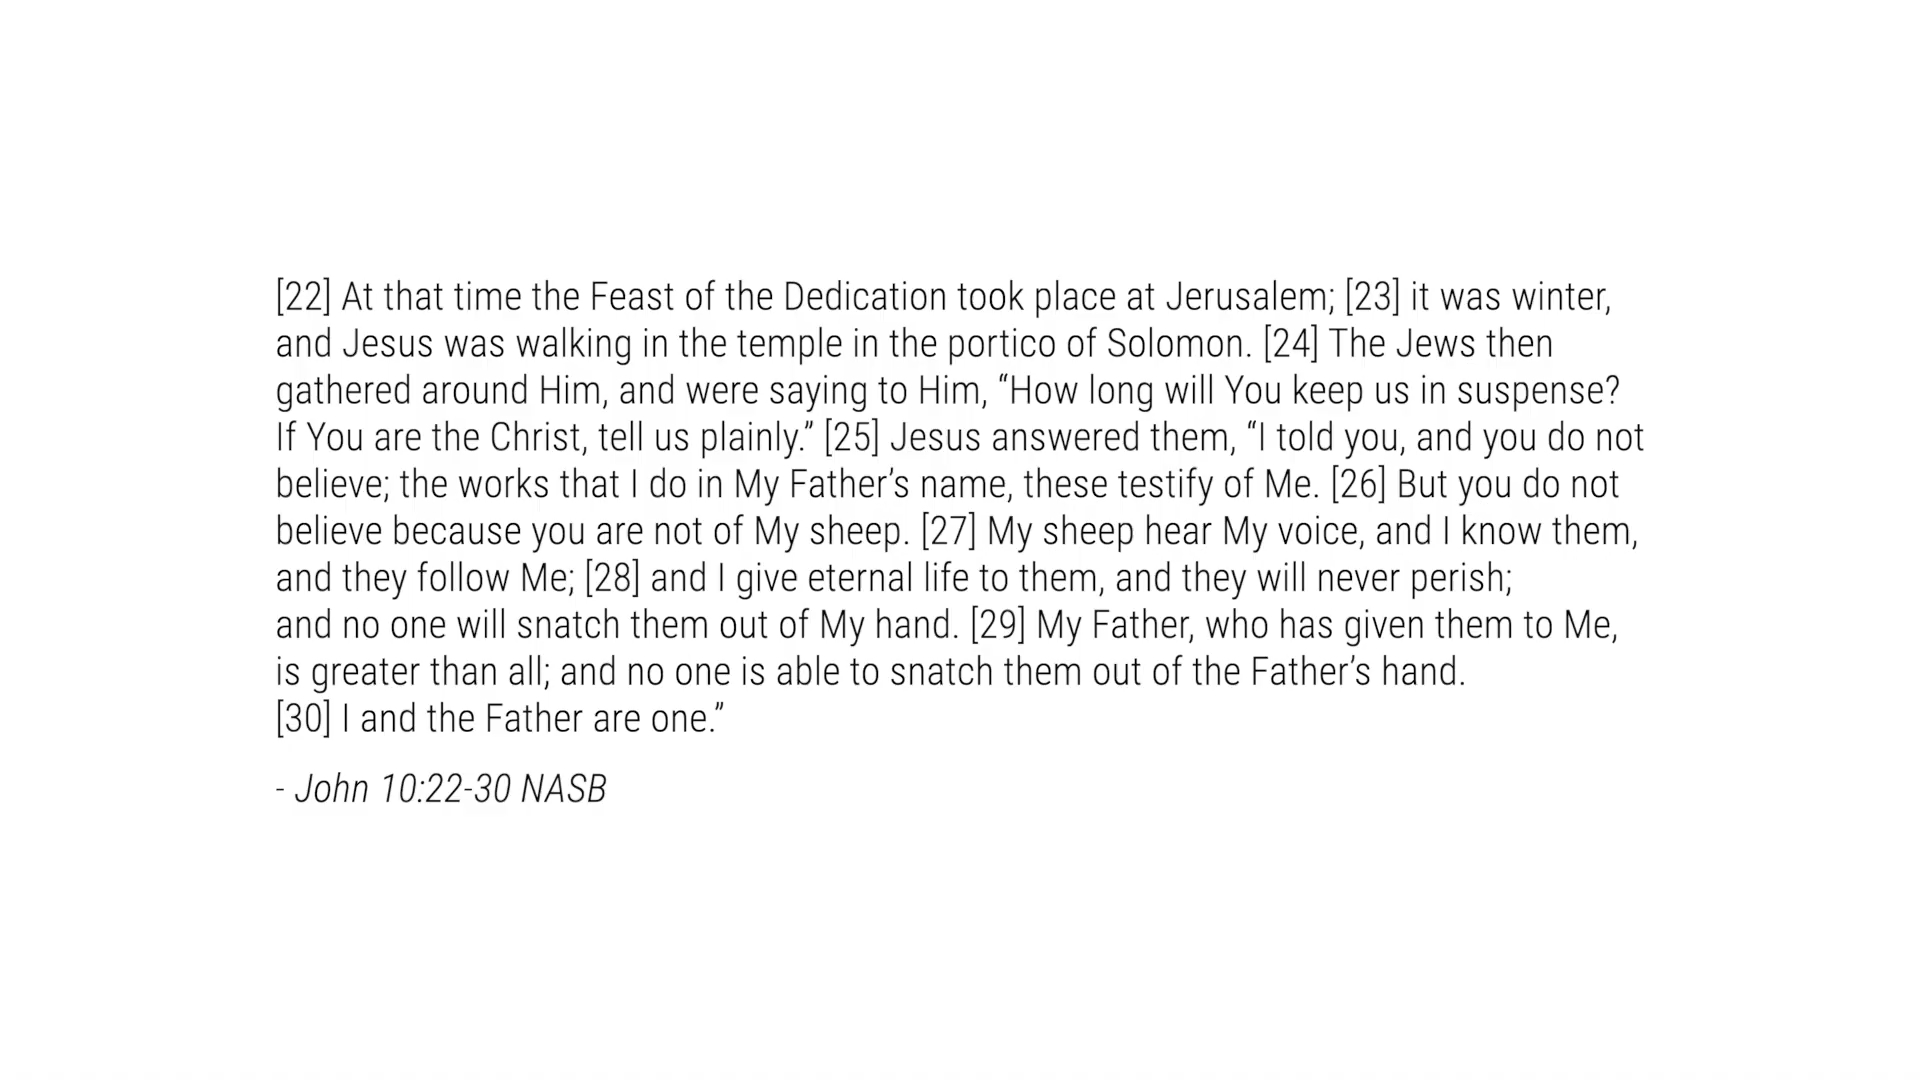 [22] At that time the Feast of the Dedication took place at Jerusalem; [23] it was winter,
and Jesus was walking in the temple in the portico of Solomon. [24] The Jews then
gathered around Him, and were saying to Him, “How long will You keep us in suspense?
If You are the Christ, tell us plainly.” [25] Jesus answered them, “I told you, and you do not
believe; the works that I do in My Father’s name, these testify of Me. [26] But you do not
believe because you are not of My sheep. [27] My sheep hear My voice, and I know them,
and they follow Me; [28] and I give eternal life to them, and they will never perish;
and no one will snatch them out of My hand. [29] My Father, who has given them to Me,
is greater than all; and no one is able to snatch them out of the Father’s hand.
[30] I and the Father are one.”
- John 10:22-30 NASB